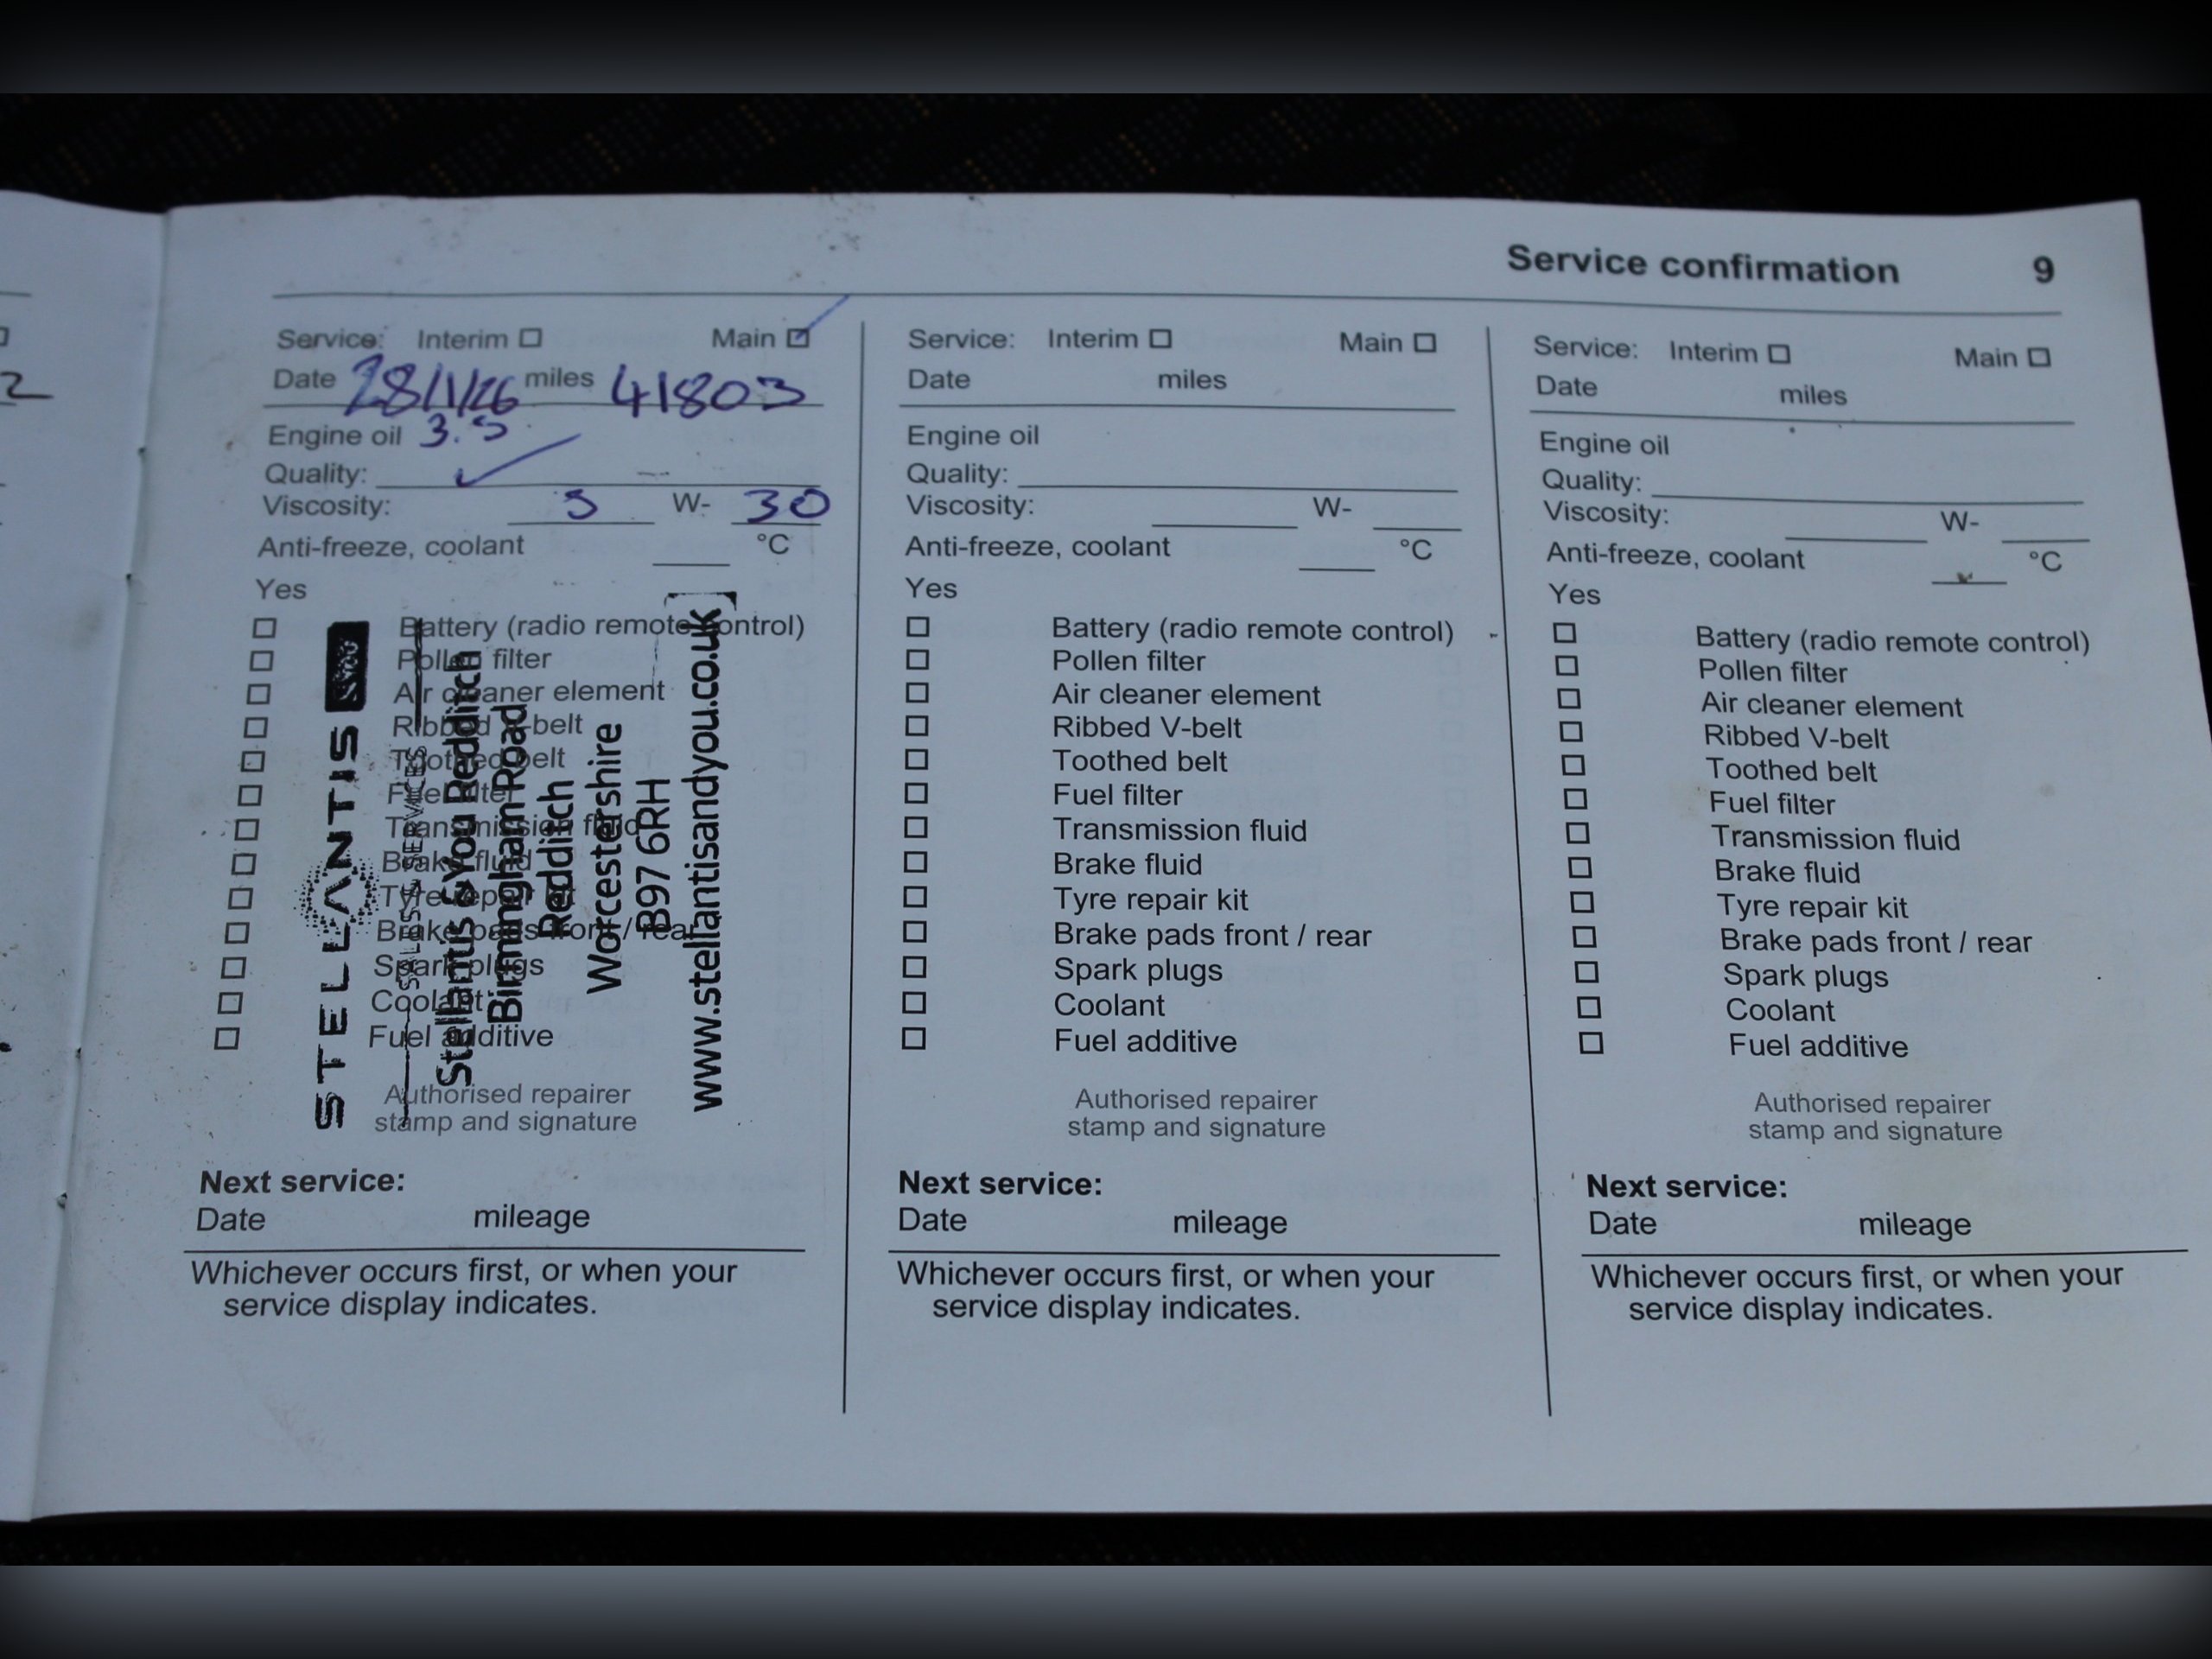 2
Service confirmation 9
Service: Interim Main
Date 28/1/26 miles 41803
Engine oil 3.5
Quality: ✓
Viscosity: 5 W- 30
Anti-freeze, coolant °C
Yes
Battery (radio remote control)
Pollen filter
Air cleaner element
Ribbed V-belt
Toothed belt
Fuel filter
Transmission fluid
Brake fluid
Tyre repair kit
Brake pads front / rear
Spark plugs
Coolant
Fuel additive
STELLANTIS &YOU
SALES & SERVICES
Stellantis &You Redditch
Birmingham Road
Redditch
Worcestershire
B97 6RH
www.stellantisandyou.co.uk
Authorised repairer
stamp and signature
Next service:
Date mileage
Whichever occurs first, or when your
service display indicates.
Service: Interim Main
Date miles
Engine oil
Quality:
Viscosity: W-
Anti-freeze, coolant °C
Yes
Battery (radio remote control)
Pollen filter
Air cleaner element
Ribbed V-belt
Toothed belt
Fuel filter
Transmission fluid
Brake fluid
Tyre repair kit
Brake pads front / rear
Spark plugs
Coolant
Fuel additive
Authorised repairer
stamp and signature
Next service:
Date mileage
Whichever occurs first, or when your
service display indicates.
Service: Interim Main
Date miles
Engine oil
Quality:
Viscosity: W-
Anti-freeze, coolant °C
Yes
Battery (radio remote control)
Pollen filter
Air cleaner element
Ribbed V-belt
Toothed belt
Fuel filter
Transmission fluid
Brake fluid
Tyre repair kit
Brake pads front / rear
Spark plugs
Coolant
Fuel additive
Authorised repairer
stamp and signature
Next service:
Date mileage
Whichever occurs first, or when your
service display indicates.